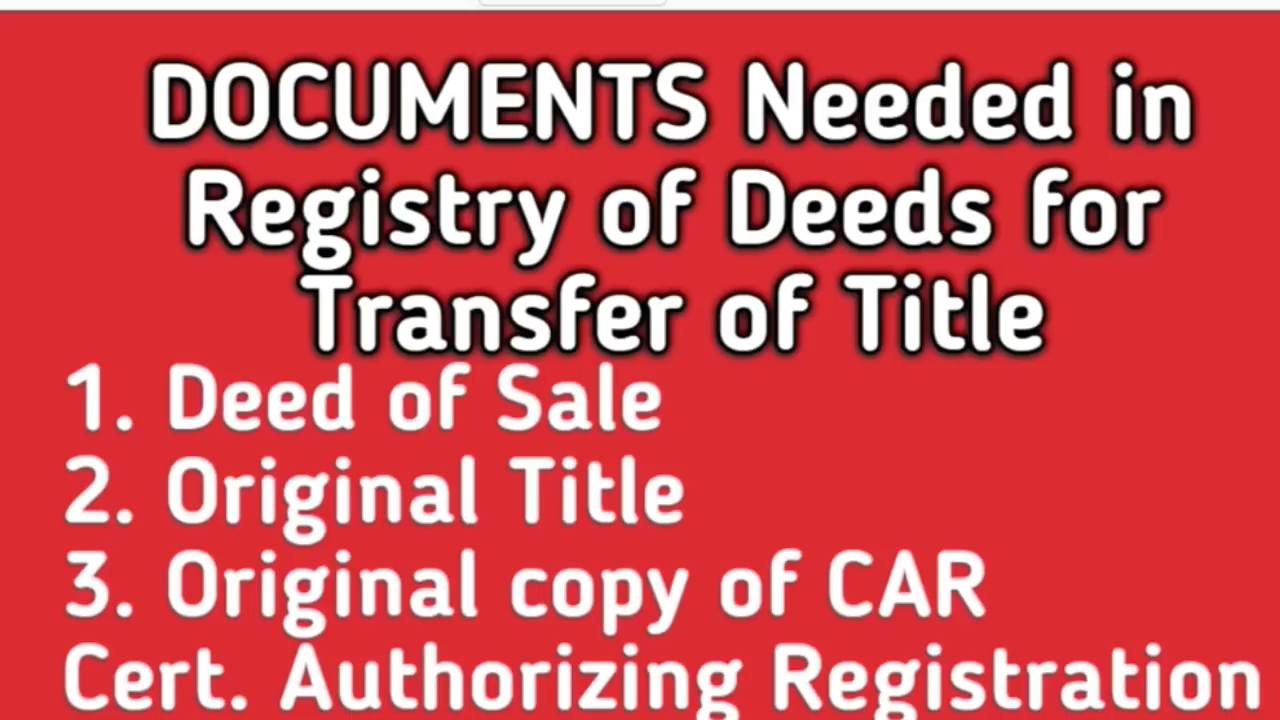 DOCUMENTS Needed in
Registry of Deeds for
Transfer of Title
1. Deed of Sale
2. Original Title
3. Original copy of CAR
Cert. Authorizing Registration